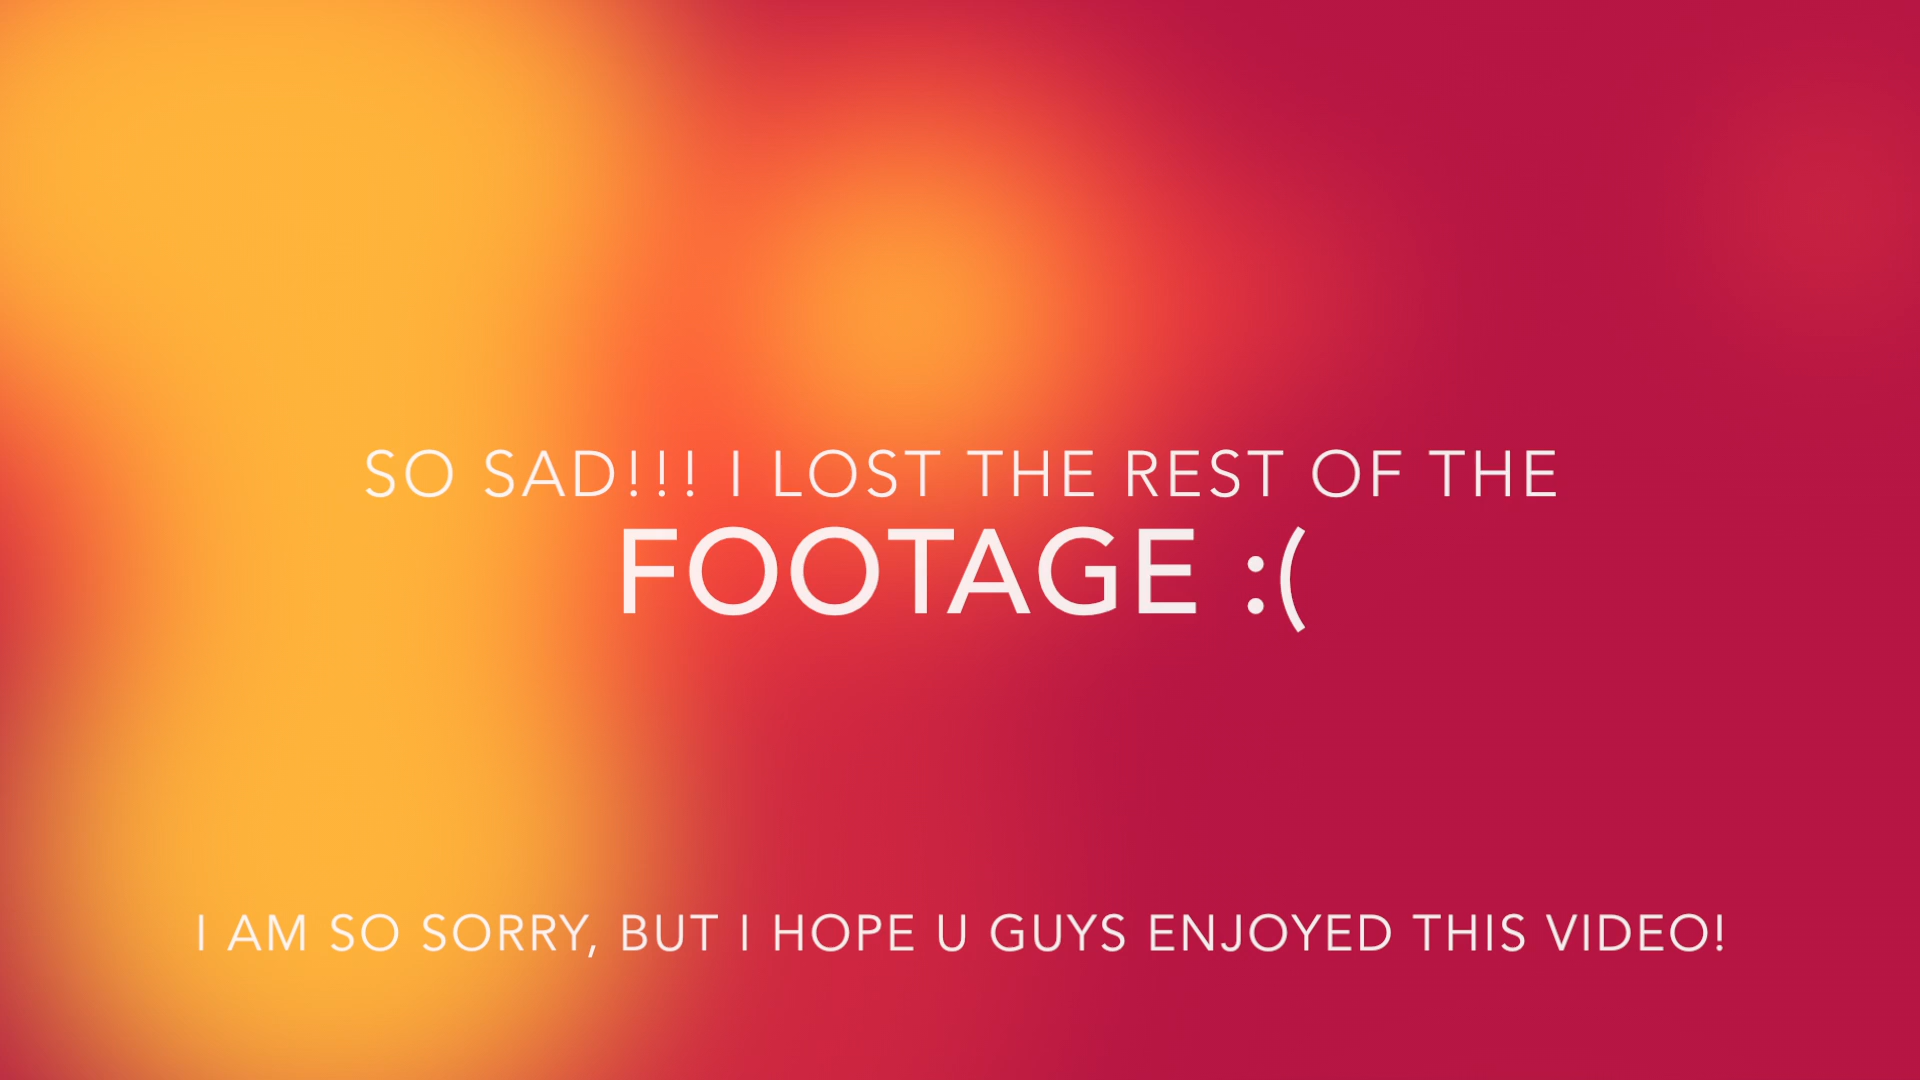 SO SAD!!! I LOST THE REST OF THE
FOOTAGE :(
I AM SO SORRY, BUT I HOPE U GUYS ENJOYED THIS VIDEO!